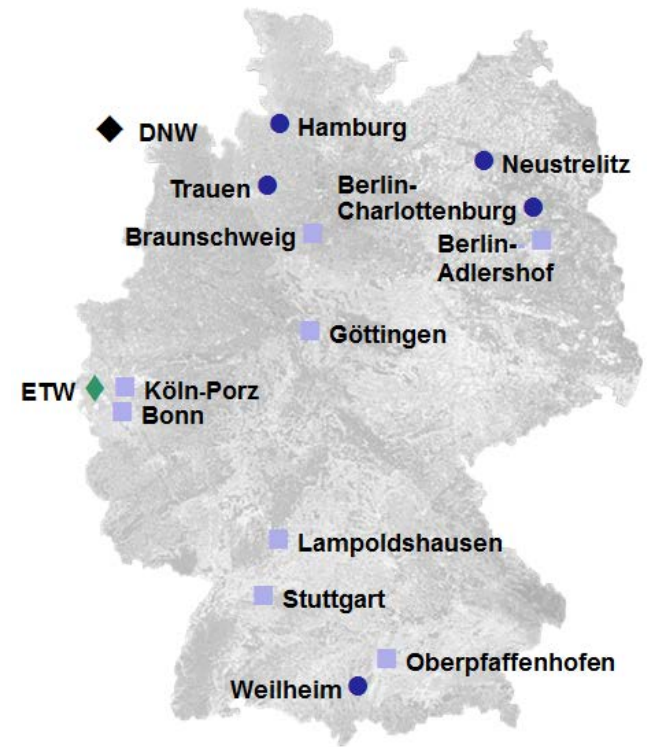 DNW
Hamburg
Neustrelitz
Trauen
Berlin-
Charlottenburg
Braunschweig
Berlin-
Adlershof
Göttingen
ETW
Köln-Porz
Bonn
Lampoldshausen
Stuttgart
Oberpfaffenhofen
Weilheim